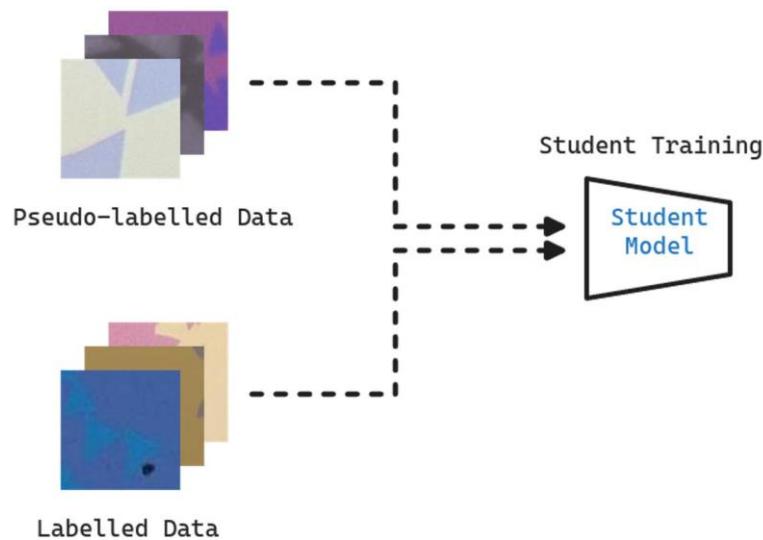 Student Training
Student
Model
Pseudo-labelled Data
Labelled Data